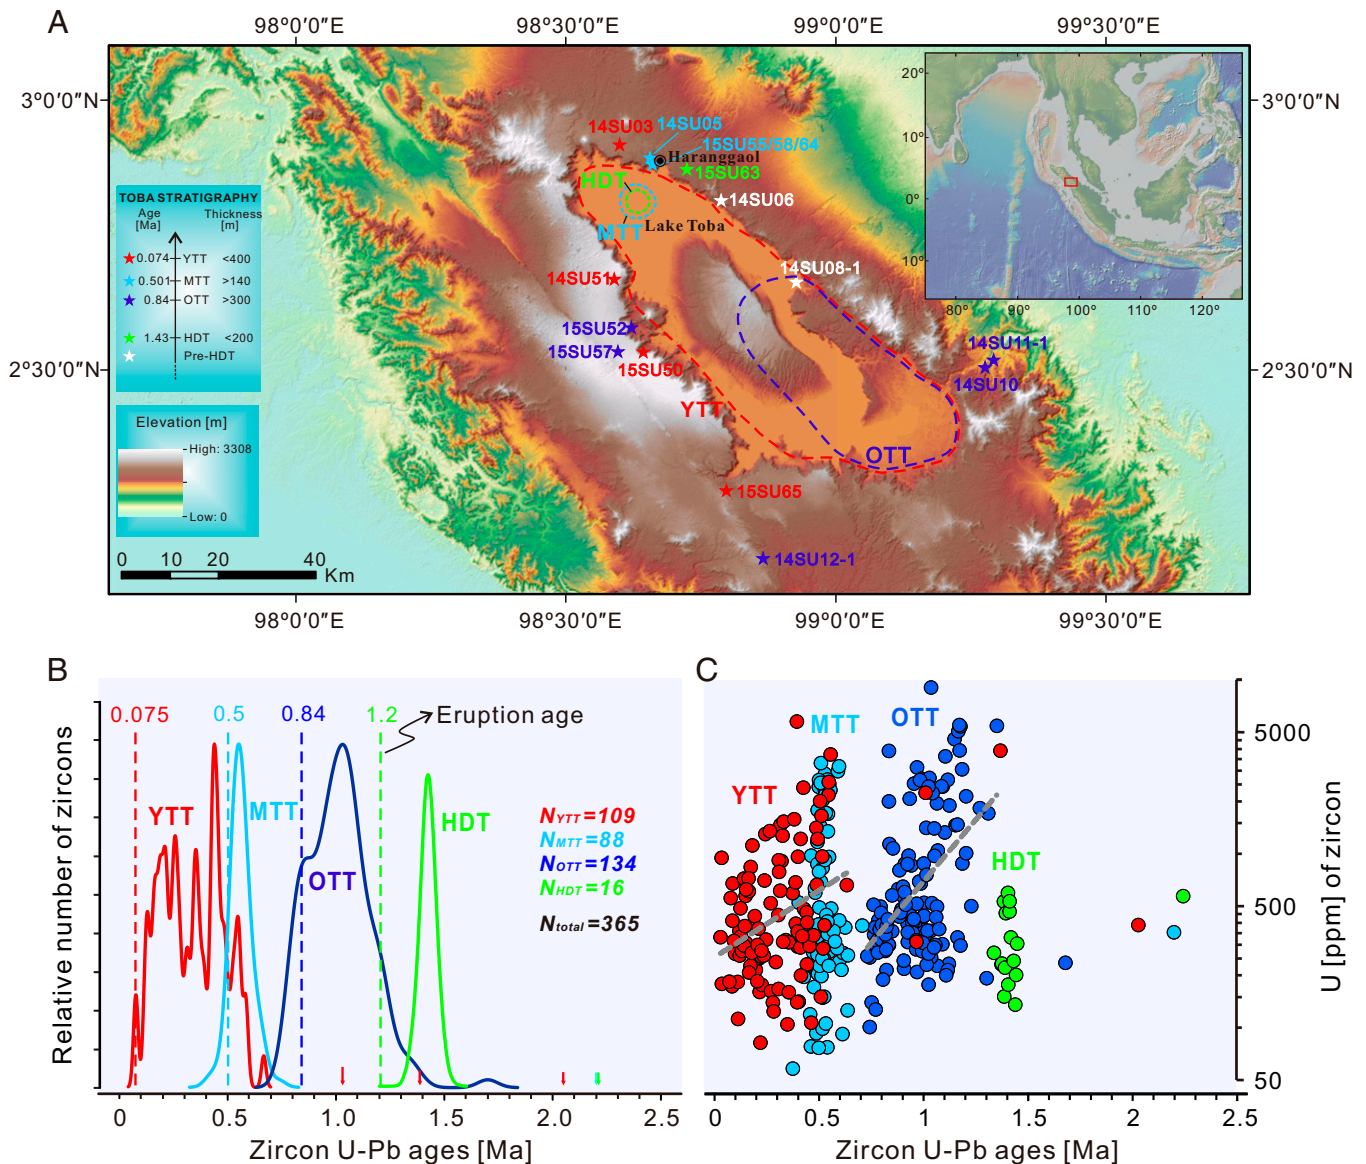 A
98°0′0″E
98°30′0″E
99°0′0″E
99°30′0″E
3°0′0″N
3°0′0″N
2°30′0″N
2°30′0″N
14SU03
14SU05
15SU55/58/64
Haranggaol
15SU63
HDT
14SU06
MTT
Lake Toba
14SU08-1
14SU51
15SU52
15SU57
15SU50
14SU11-1
14SU10
YTT
OTT
15SU65
14SU12-1
20°
10°
0°
10°
80°
90°
100°
110°
120°
TOBA STRATIGRAPHY
Age Thickness
[Ma] [m]
0.074 YTT <400
0.501 MTT >140
0.84 OTT >300
1.43 HDT <200
Pre-HDT
Elevation [m]
High: 3308
Low: 0
0 10 20 40
Km
98°0′0″E
98°30′0″E
99°0′0″E
99°30′0″E
B
0.075
0.5
0.84
1.2
Eruption age
YTT
MTT
OTT
HDT
NYTT=109
NMTT=88
NOTT=134
NHDT=16
Ntotal=365
Relative number of zircons
0 0.5 1.0 1.5 2.0 2.5
Zircon U-Pb ages [Ma]
C
YTT
MTT
OTT
HDT
5000
500
50
U [ppm] of zircon
0 0.5 1 1.5 2 2.5
Zircon U-Pb ages [Ma]